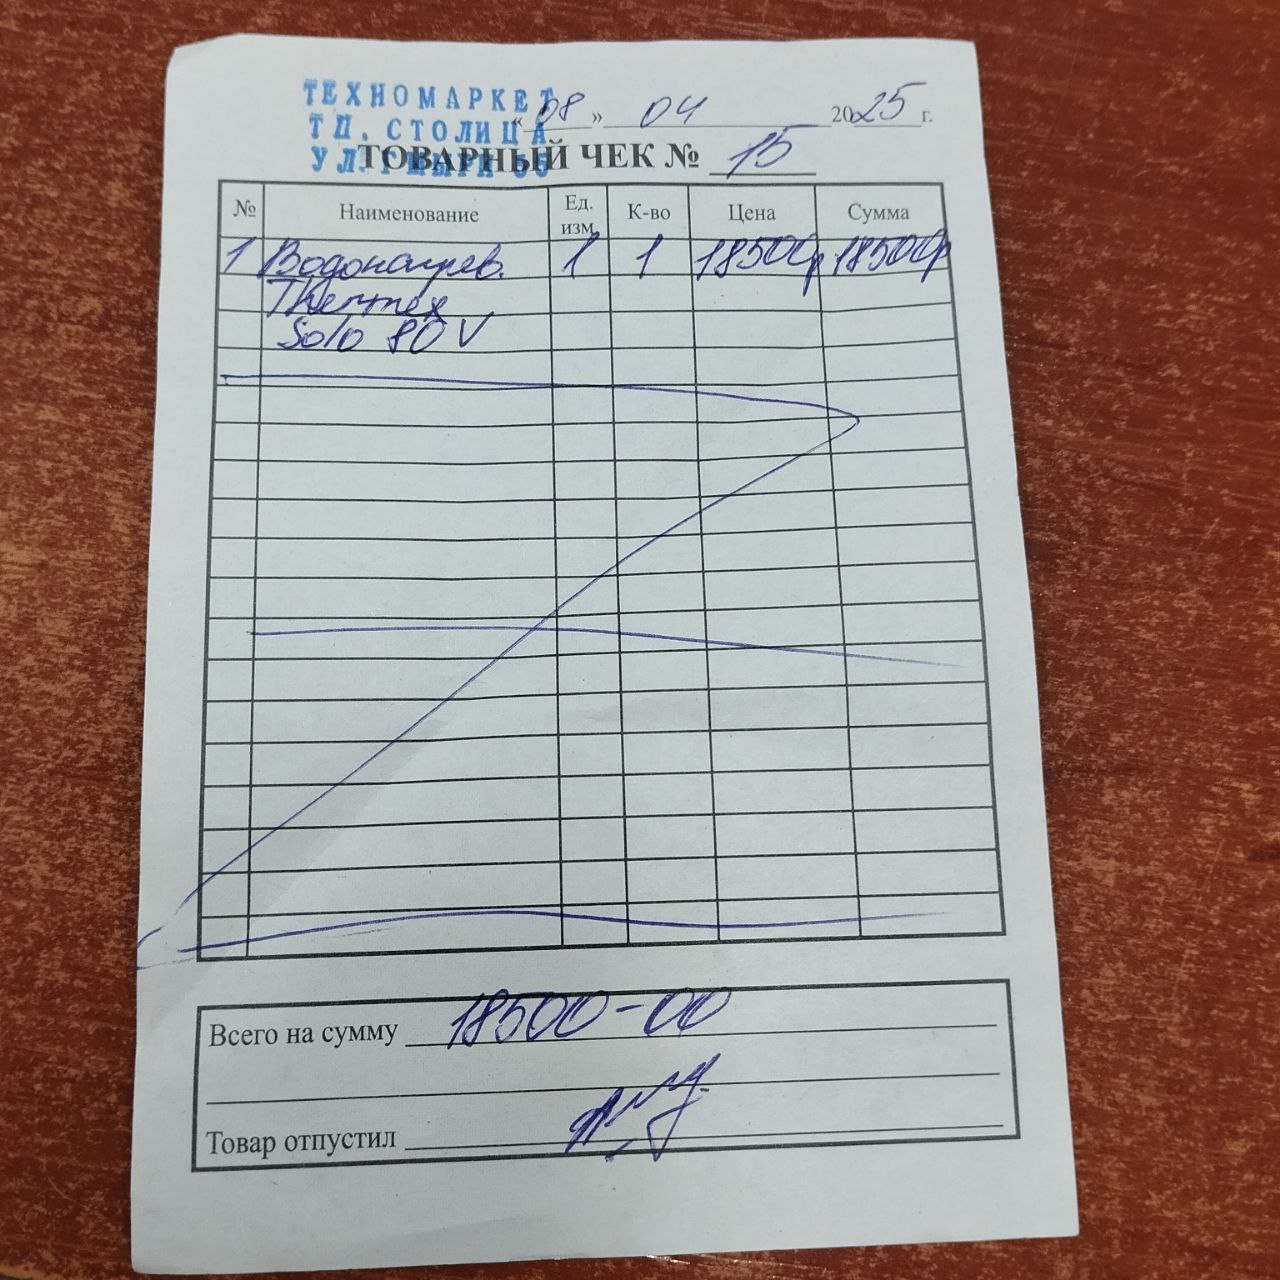 ТЕХНОМАРКЕТ
ТЦ. СТОЛИЦА
УЛ.
« 08 » 04 2025 г.
ТОВАРНЫЙ ЧЕК № 15
№ Наименование Ед. изм. К-во Цена Сумма
1 Водонагрев. 1 1 18500р 18500р
Thermex
Solo 80 V
Всего на сумму 18500-00
Товар отпустил